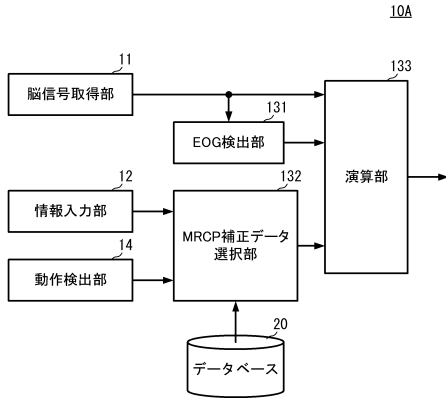 10A
11
脳信号取得部
133
131
EOG検出部
演算部
12
情報入力部
132
MRCP補正データ
選択部
14
動作検出部
20
データベース